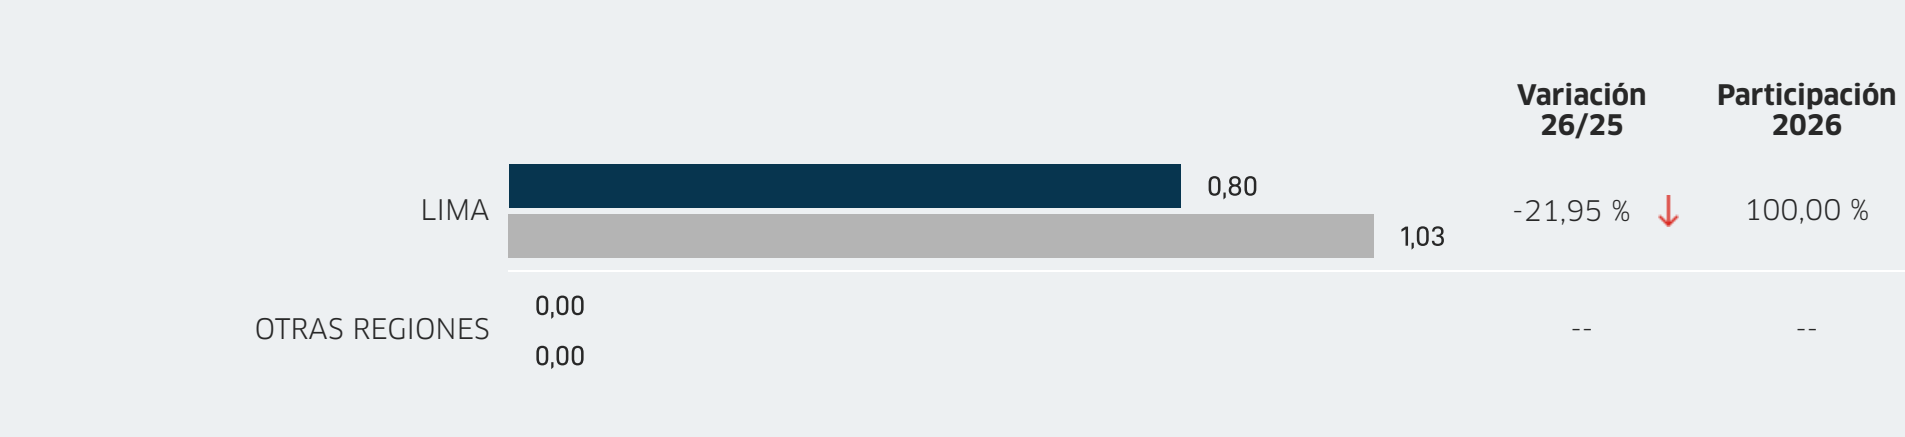 Variación
26/25
Participación
2026
LIMA
0,80
1,03
-21,95 %
100,00 %
OTRAS REGIONES
0,00
0,00
--
--